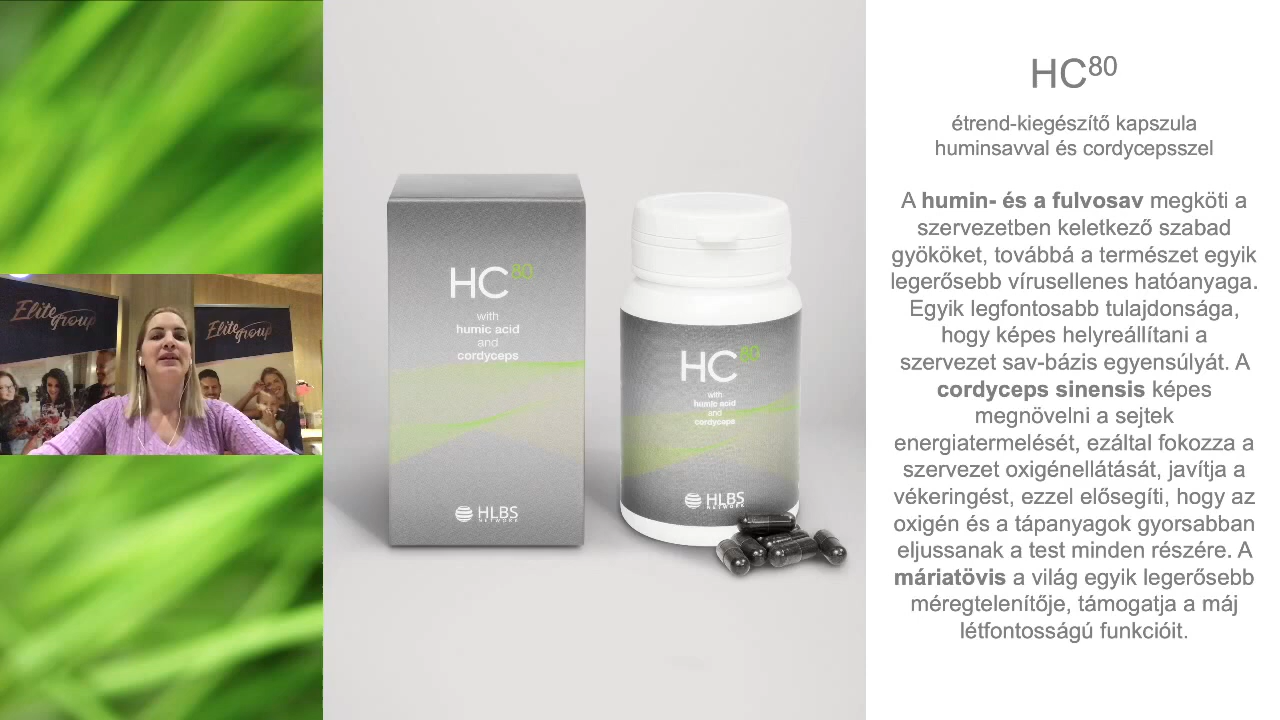 Elite
group
Elite
group
HC80
with
humic acid
and
cordyceps
HLBS
NETWORK
HC80
with
humic acid
and
cordyceps
HLBS
NETWORK
HC80
étrend-kiegészítő kapszula
huminsavval és cordycepsszel
A humin- és a fulvosav megköti a
szervezetben keletkező szabad
gyököket, továbbá a természet egyik
legerősebb vírusellenes hatóanyaga.
Egyik legfontosabb tulajdonsága,
hogy képes helyreállítani a
szervezet sav-bázis egyensúlyát. A
cordyceps sinensis képes
megnövelni a sejtek
energiatermelését, ezáltal fokozza a
szervezet oxigénellátását, javítja a
vékeringést, ezzel elősegíti, hogy az
oxigén és a tápanyagok gyorsabban
eljussanak a test minden részére. A
máriatövis a világ egyik legerősebb
méregtelenítője, támogatja a máj
létfontosságú funkcióit.